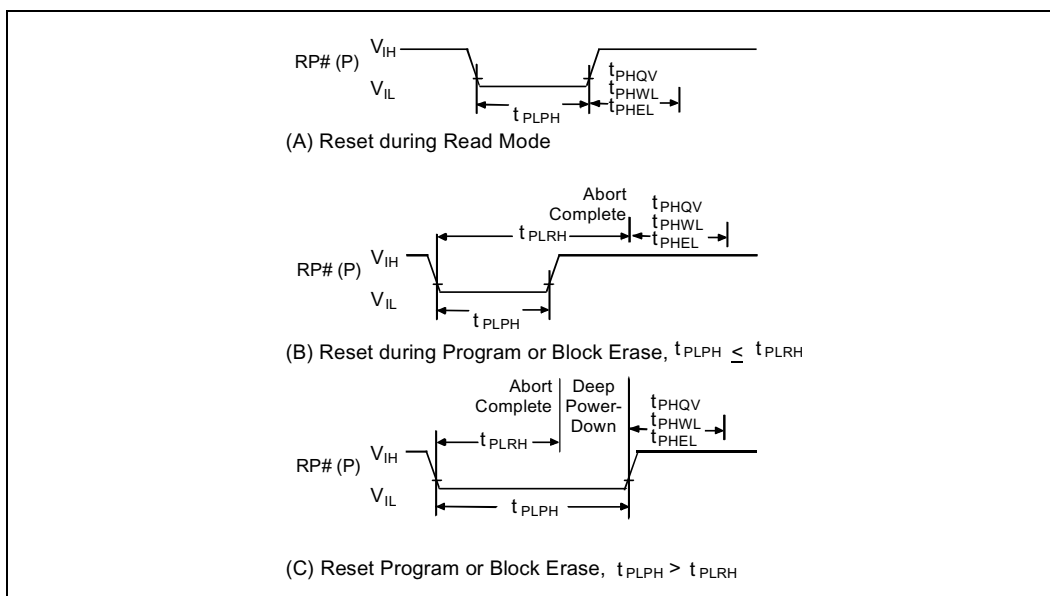 V_IH
RP# (P)
V_IL
t_PHQV
t_PHWL
t_PHEL
t_PLPH
(A) Reset during Read Mode
Abort
Complete
t_PHQV
t_PHWL
t_PHEL
t_PLRH
V_IH
RP# (P)
V_IL
t_PLPH
(B) Reset during Program or Block Erase, t_PLPH ≤ t_PLRH
Abort
Complete
Deep
Power-
Down
t_PHQV
t_PHWL
t_PHEL
t_PLRH
V_IH
RP# (P)
V_IL
t_PLPH
(C) Reset Program or Block Erase, t_PLPH > t_PLRH